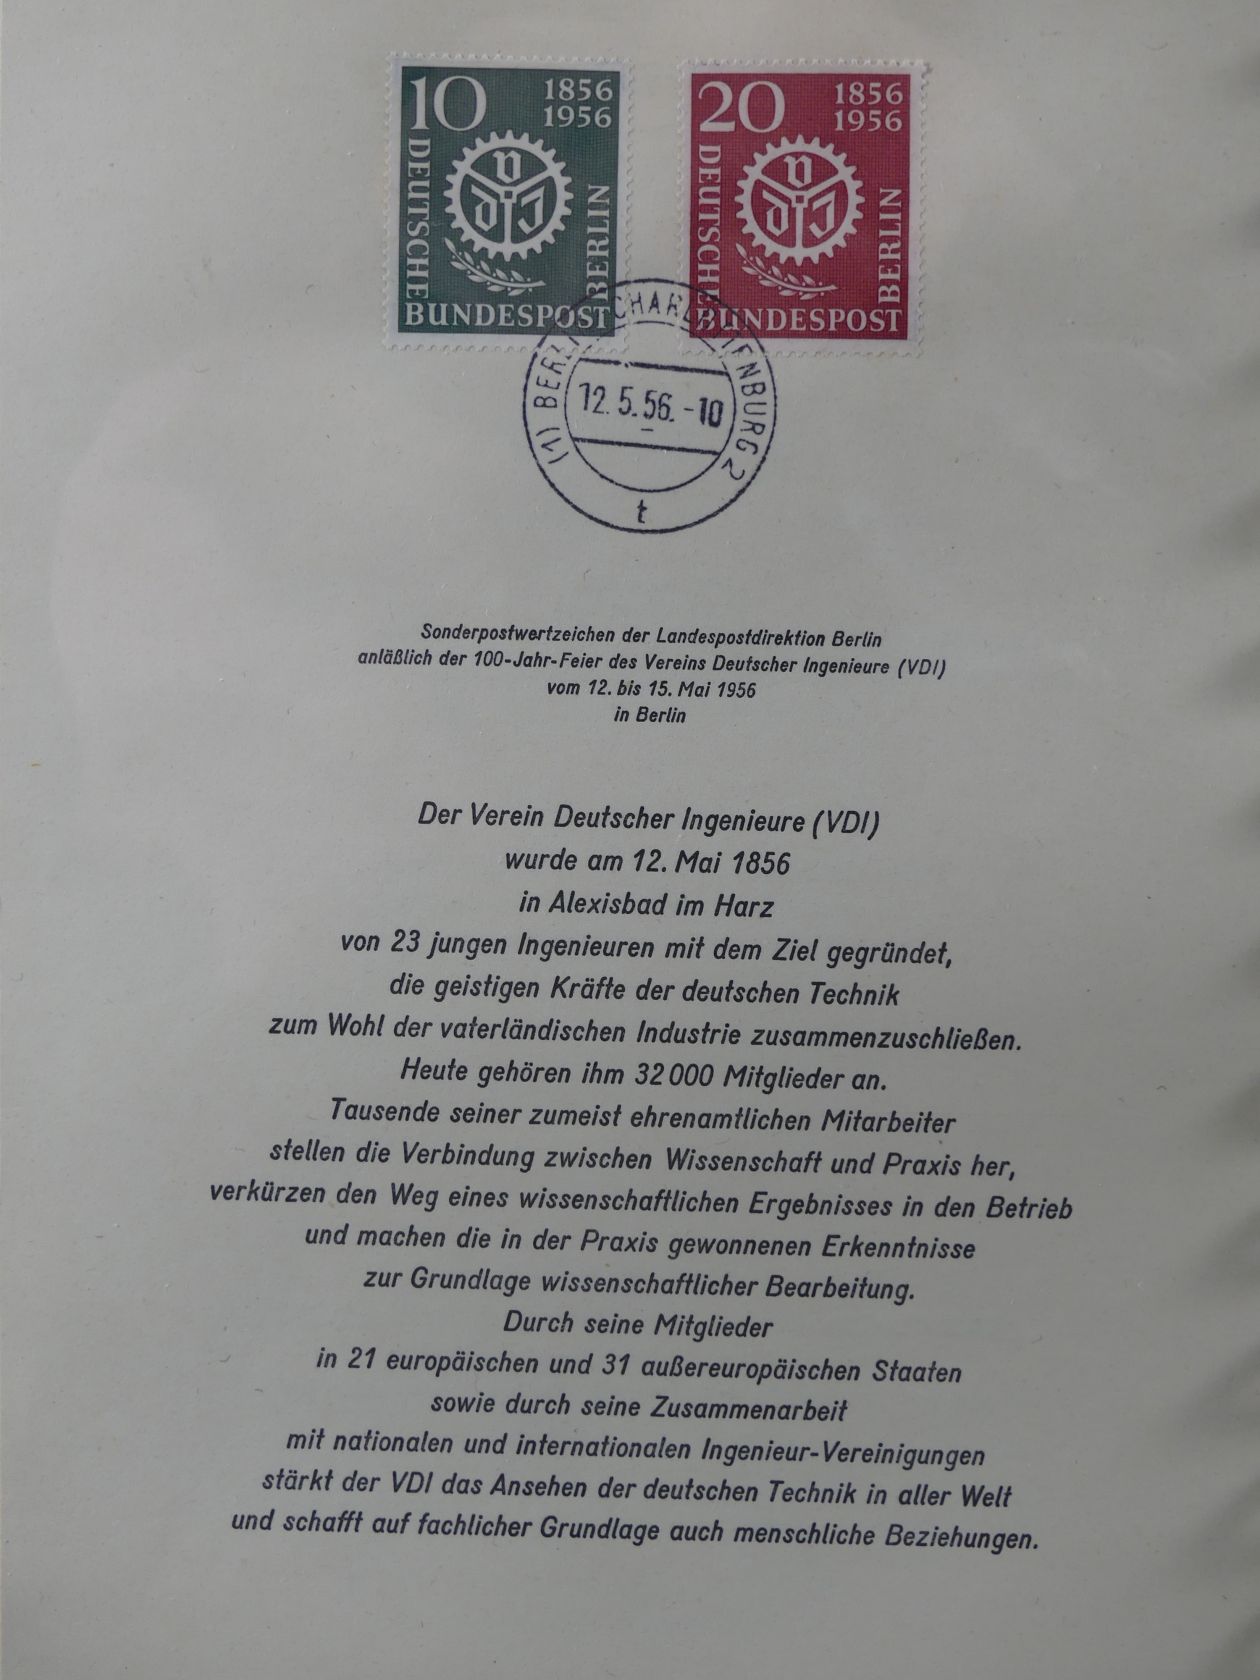 10 1856
1956
DEUTSCHE
BUNDESPOST
BERLIN
V
D I
20 1856
1956
DEUTSCHE
BUNDESPOST
BERLIN
V
D I
(1) BERLIN-CHARLOTTENBURG 2
12.5.56.-10
t
Sonderpostwertzeichen der Landespostdirektion Berlin
anläßlich der 100-Jahr-Feier des Vereins Deutscher Ingenieure (VDI)
vom 12. bis 15. Mai 1956
in Berlin
Der Verein Deutscher Ingenieure (VDI)
wurde am 12. Mai 1856
in Alexisbad im Harz
von 23 jungen Ingenieuren mit dem Ziel gegründet,
die geistigen Kräfte der deutschen Technik
zum Wohl der vaterländischen Industrie zusammenzuschließen.
Heute gehören ihm 32 000 Mitglieder an.
Tausende seiner zumeist ehrenamtlichen Mitarbeiter
stellen die Verbindung zwischen Wissenschaft und Praxis her,
verkürzen den Weg eines wissenschaftlichen Ergebnisses in den Betrieb
und machen die in der Praxis gewonnenen Erkenntnisse
zur Grundlage wissenschaftlicher Bearbeitung.
Durch seine Mitglieder
in 21 europäischen und 31 außereuropäischen Staaten
sowie durch seine Zusammenarbeit
mit nationalen und internationalen Ingenieur-Vereinigungen
stärkt der VDI das Ansehen der deutschen Technik in aller Welt
und schafft auf fachlicher Grundlage auch menschliche Beziehungen.